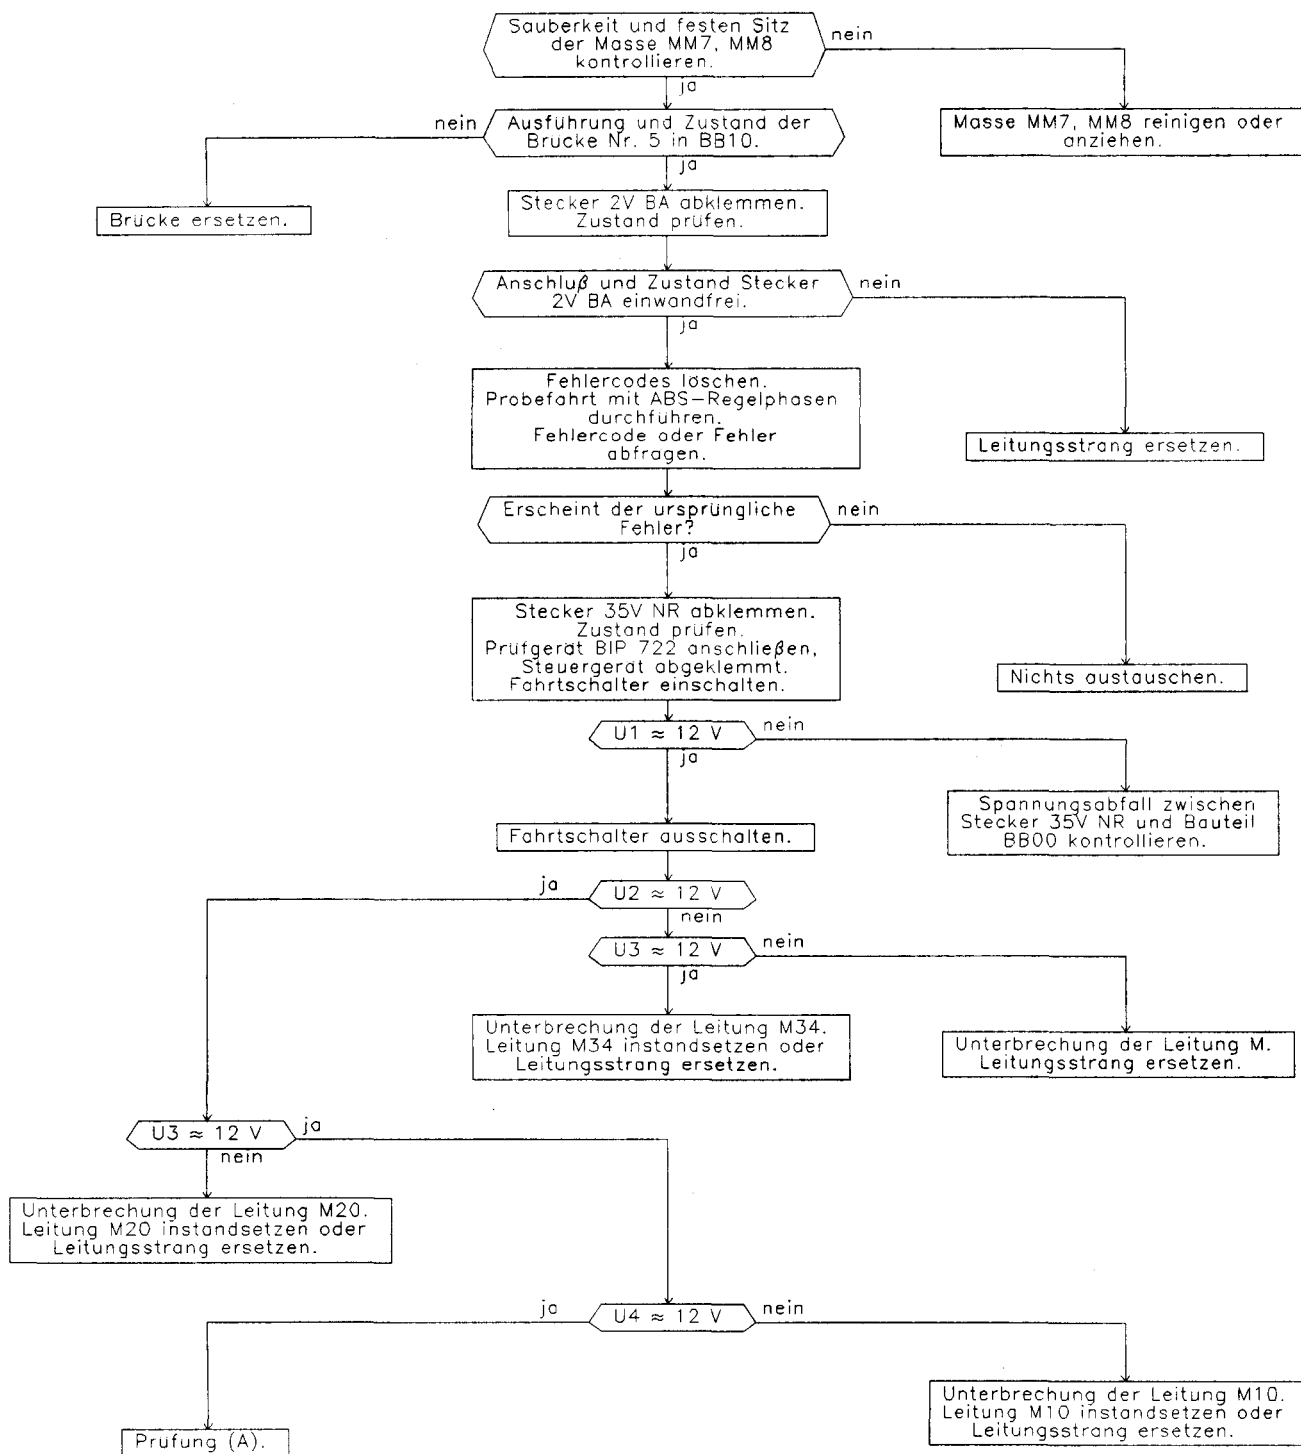 Sauberkeit und festen Sitz
der Masse MM7, MM8
kontrollieren.
nein
ja
Masse MM7, MM8 reinigen oder
anziehen.
nein
Ausführung und Zustand der
Brücke Nr. 5 in BB10.
ja
Brücke ersetzen.
Stecker 2V BA abklemmen.
Zustand prüfen.
Anschluß und Zustand Stecker
2V BA einwandfrei.
nein
ja
Fehlercodes löschen.
Probefahrt mit ABS-Regelphasen
durchführen.
Fehlercode oder Fehler
abfragen.
Leitungsstrang ersetzen.
Erscheint der ursprüngliche
Fehler?
nein
ja
Stecker 35V NR abklemmen.
Zustand prüfen.
Prüfgerät BIP 722 anschließen,
Steuergerät abgeklemmt.
Fahrtschalter einschalten.
Nichts austauschen.
U1 ≈ 12 V
nein
ja
Spannungsabfall zwischen
Stecker 35V NR und Bauteil
BB00 kontrollieren.
Fahrtschalter ausschalten.
ja
U2 ≈ 12 V
nein
U3 ≈ 12 V
nein
ja
Unterbrechung der Leitung M34.
Leitung M34 instandsetzen oder
Leitungsstrang ersetzen.
Unterbrechung der Leitung M.
Leitungsstrang ersetzen.
U3 ≈ 12 V
ja
nein
Unterbrechung der Leitung M20.
Leitung M20 instandsetzen oder
Leitungsstrang ersetzen.
ja
U4 ≈ 12 V
nein
Unterbrechung der Leitung M10.
Leitung M10 instandsetzen oder
Leitungsstrang ersetzen.
Prüfung (A).